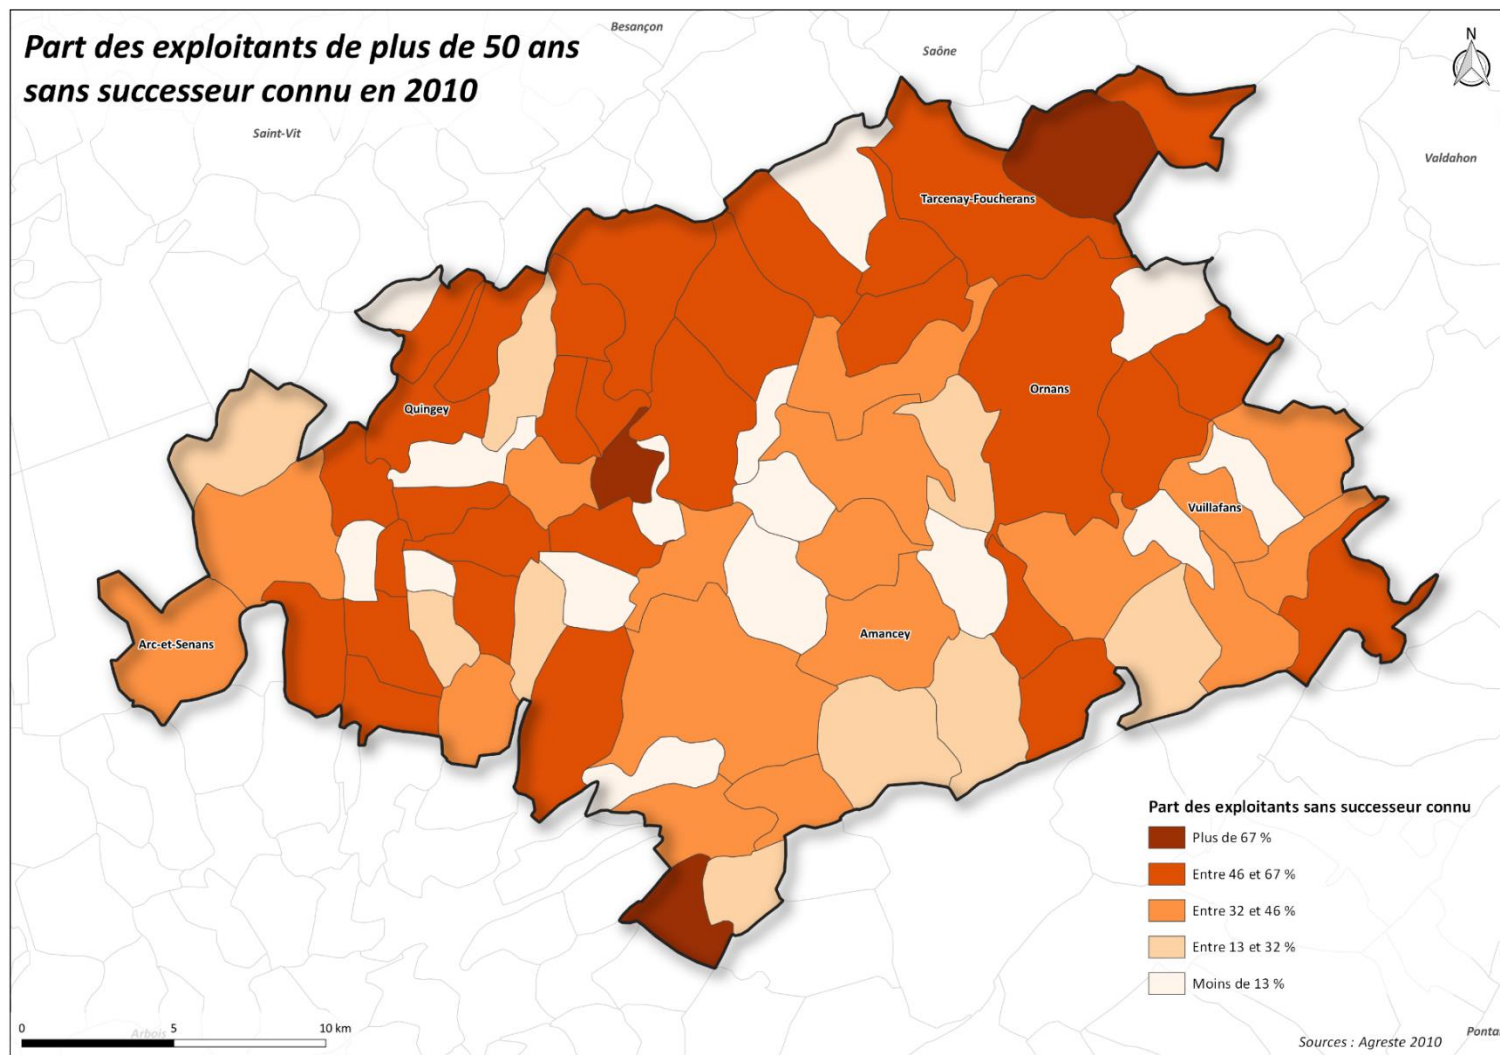 Part des exploitants de plus de 50 ans
sans successeur connu en 2010
Besançon
Saône
N
Saint-Vit
Valdahon
Tarcenay-Foucherans
Ornans
Quingey
Vuillafans
Arc-et-Senans
Amancey
Part des exploitants sans successeur connu
Plus de 67 %
Entre 46 et 67 %
Entre 32 et 46 %
Entre 13 et 32 %
Moins de 13 %
0 5 10 km
Arbois
Sources : Agreste 2010
Pontar